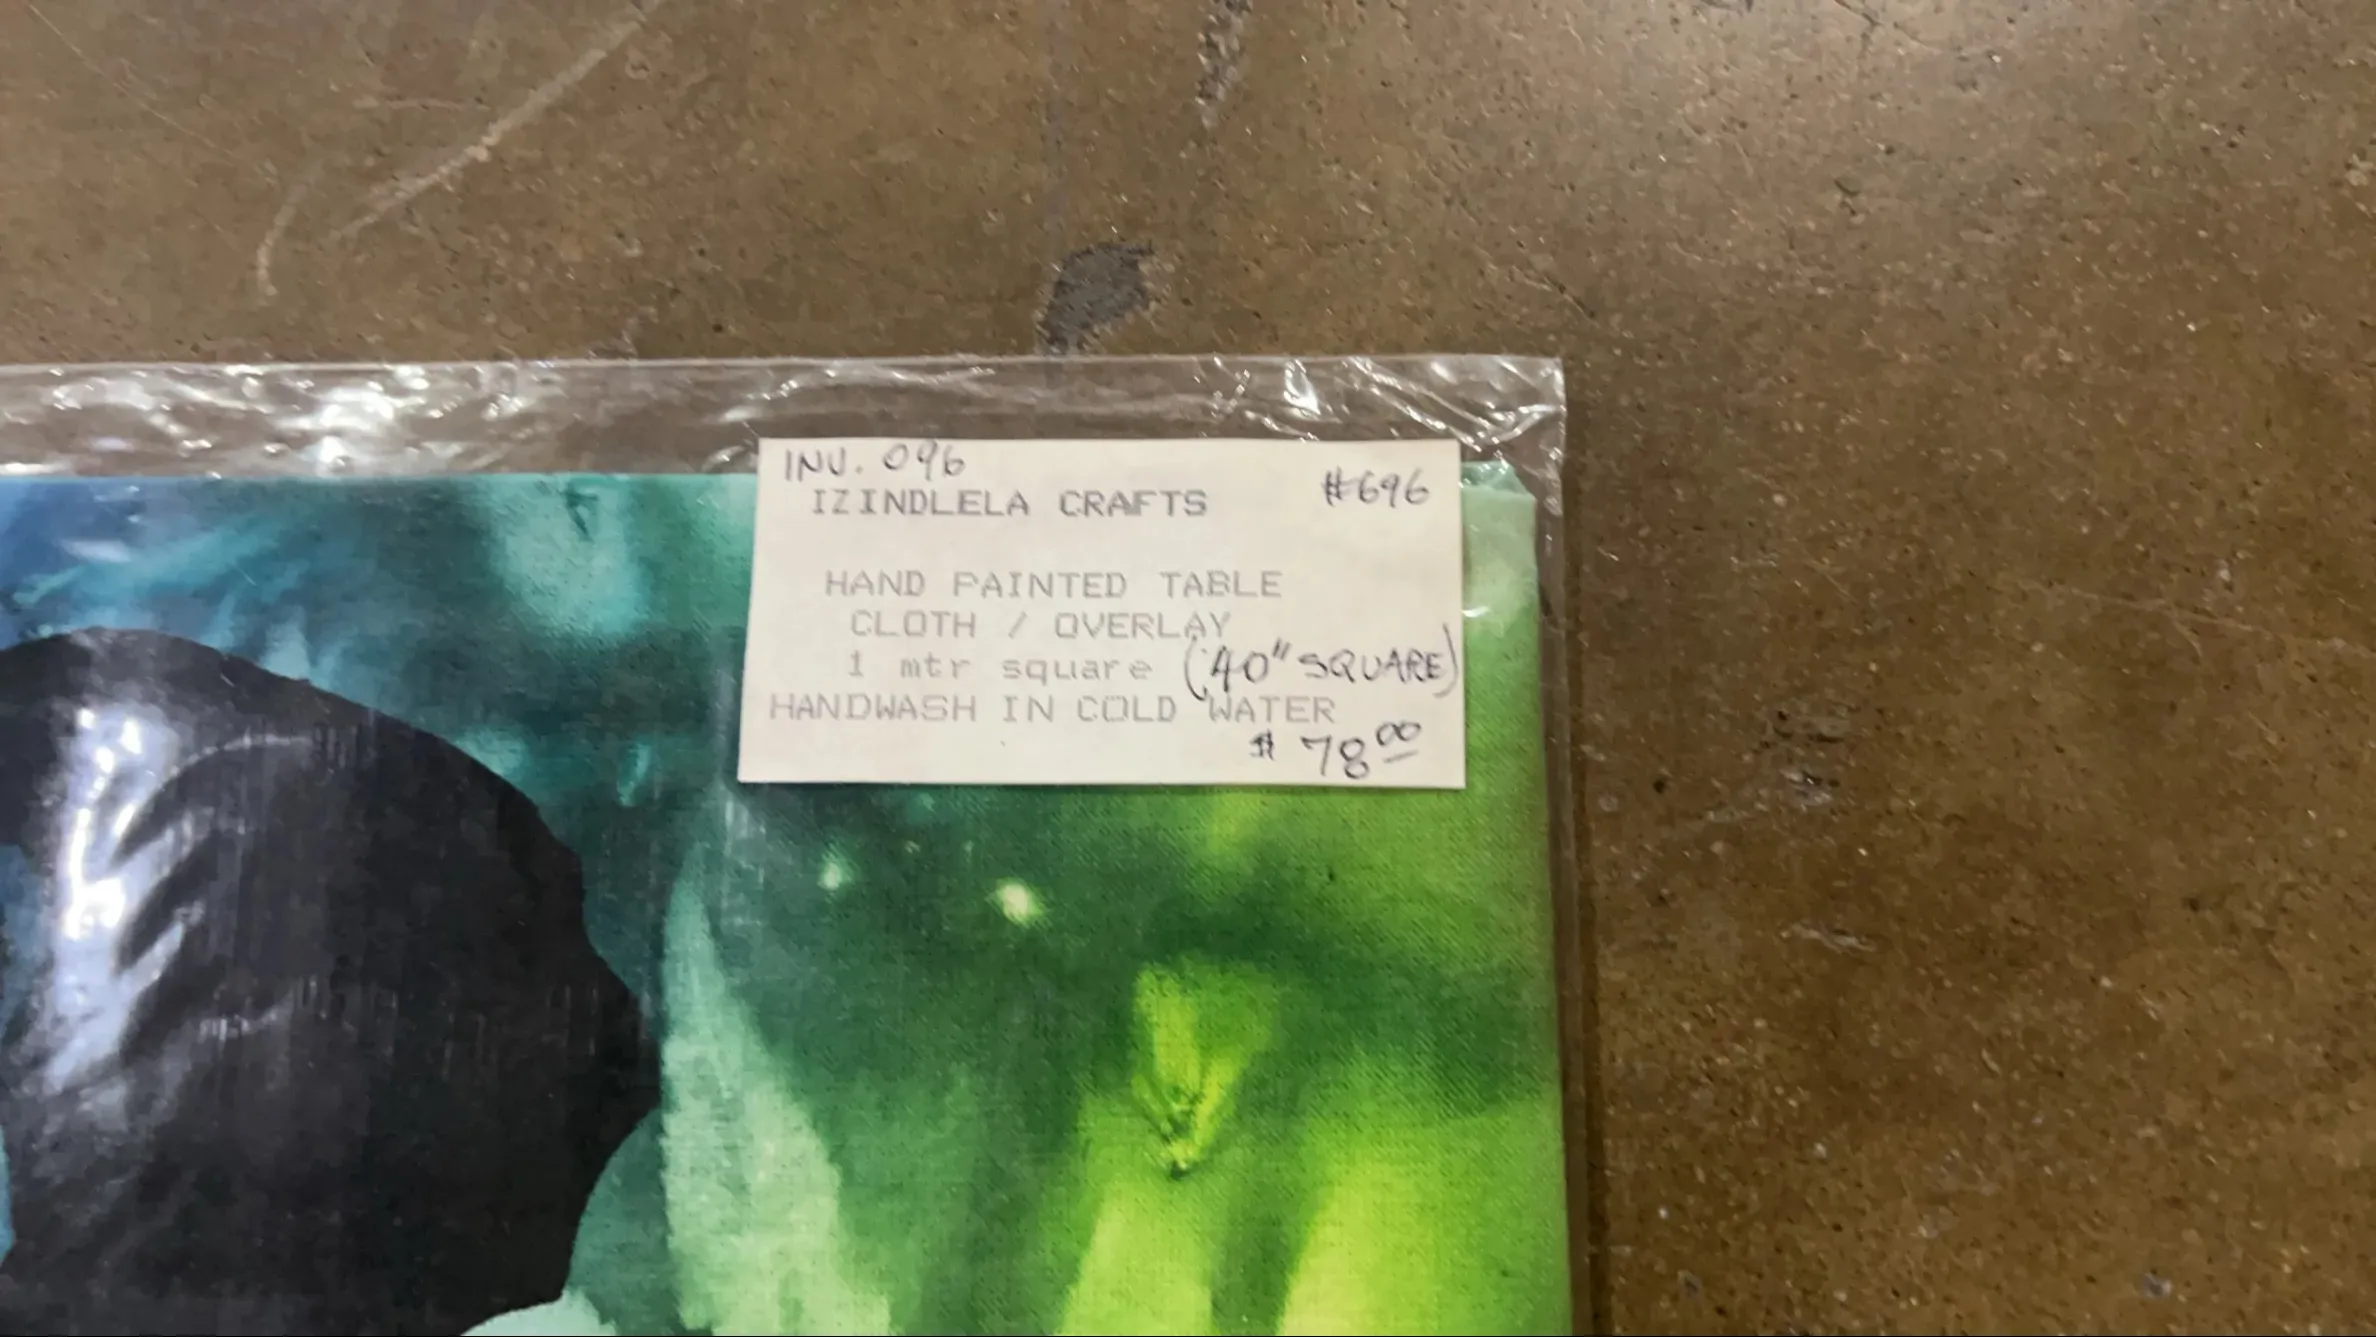 INV. 096
IZINDLELA CRAFTS #696
HAND PAINTED TABLE
CLOTH / OVERLAY
1 mtr square (40" SQUARE)
HANDWASH IN COLD WATER
$ 78.00